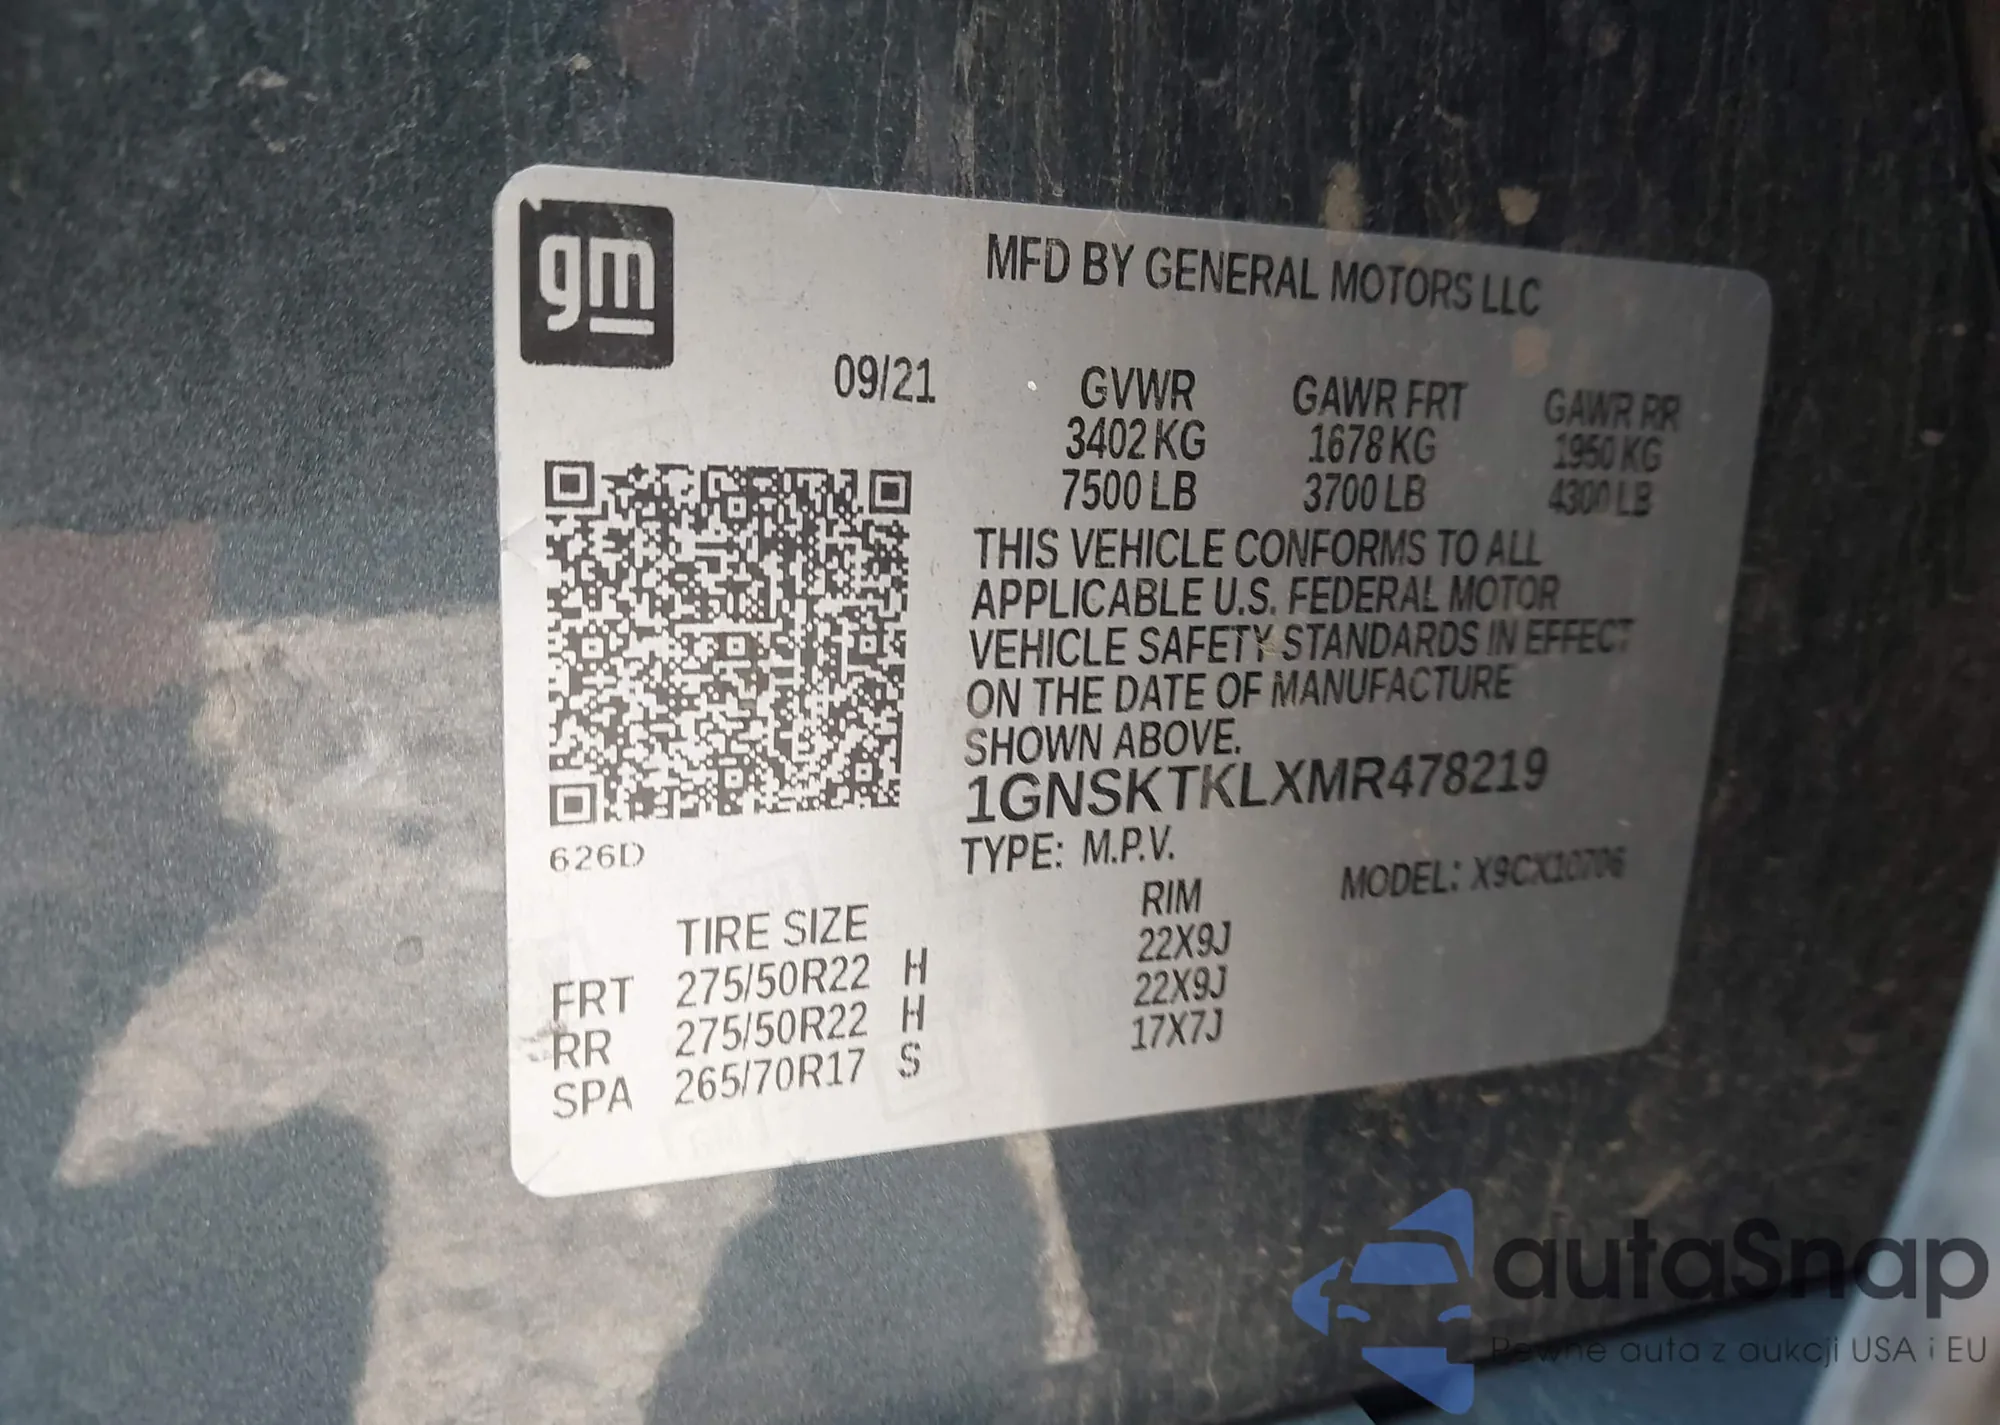 gm
MFD BY GENERAL MOTORS LLC
09/21 GVWR GAWR FRT GAWR RR
3402 KG 1678 KG 1950 KG
7500 LB 3700 LB 4300 LB
THIS VEHICLE CONFORMS TO ALL
APPLICABLE U.S. FEDERAL MOTOR
VEHICLE SAFETY STANDARDS IN EFFECT
ON THE DATE OF MANUFACTURE
SHOWN ABOVE.
1GNSKTKLXMR478219
626D
TYPE: M.P.V. MODEL: X9CX10706
TIRE SIZE RIM
FRT 275/50R22 H 22X9J
RR 275/50R22 H 22X9J
SPA 265/70R17 S 17X7J
autaSnap
Pewne auta z aukcji USA i EU